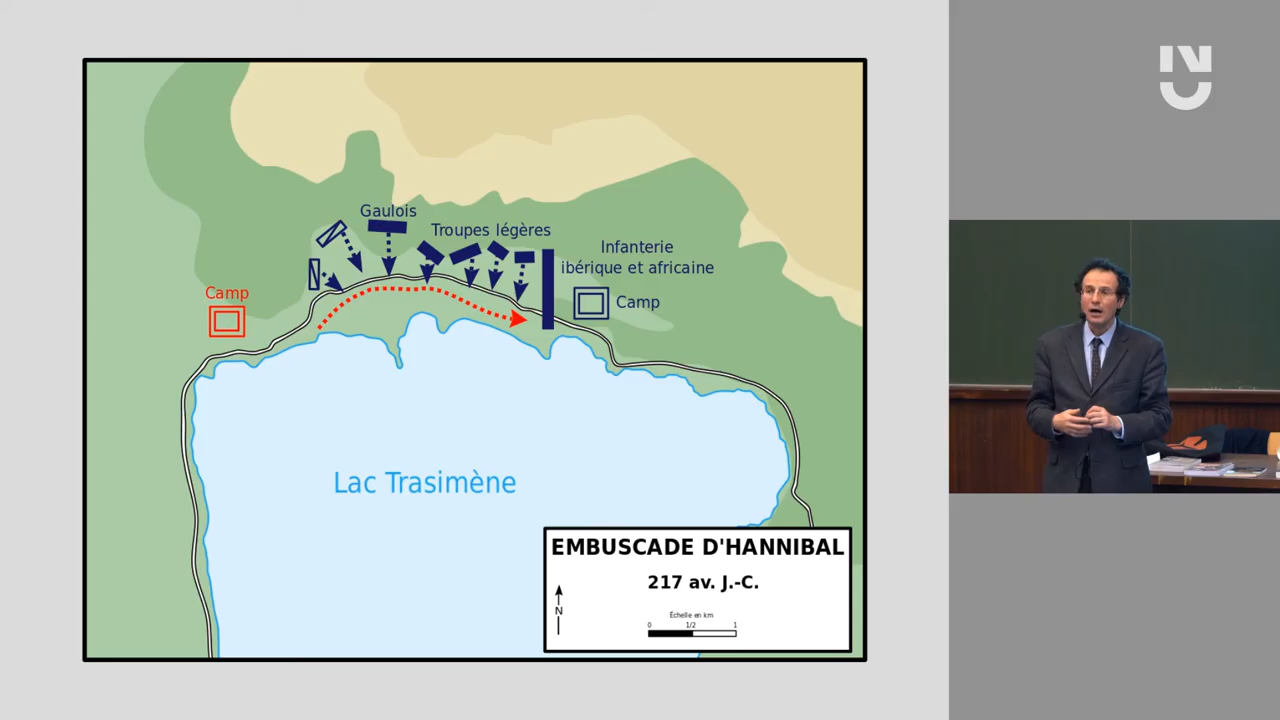 NU
Gaulois
Troupes légères
Infanterie
ibérique et africaine
Camp
Camp
Lac Trasimène
EMBUSCADE D'HANNIBAL
217 av. J.-C.
N
Échelle en km
0 1/2 1